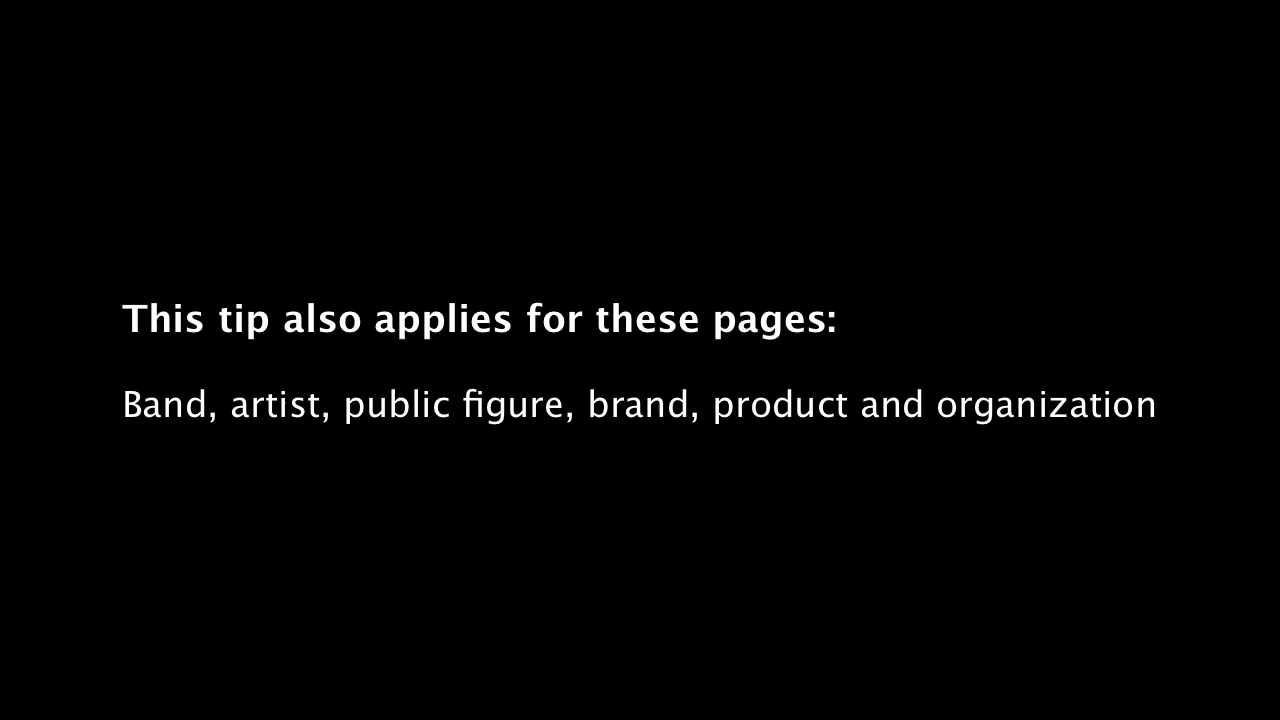 This tip also applies for these pages:
Band, artist, public figure, brand, product and organization